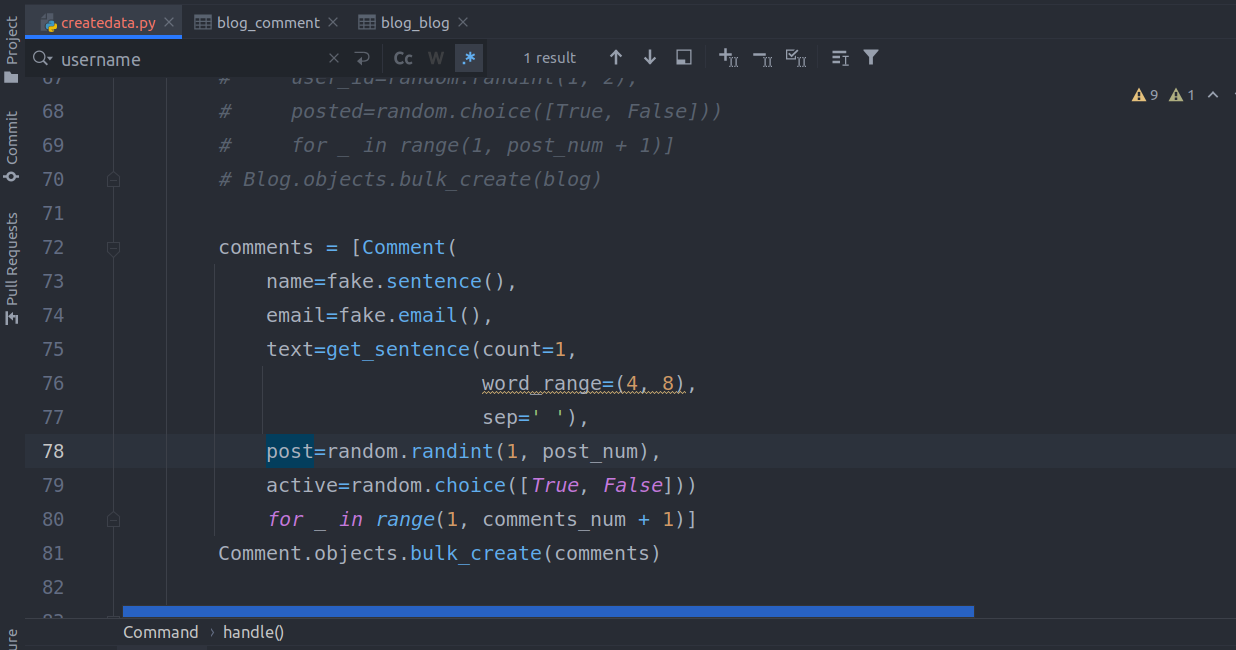 createdata.py
blog_comment
blog_blog
username
Cc W .* 1 result
67 # user_id=random.randint(1, 2),
68 # posted=random.choice([True, False]))
69 # for _ in range(1, post_num + 1)]
70 # Blog.objects.bulk_create(blog)
71
72 comments = [Comment(
73 name=fake.sentence(),
74 email=fake.email(),
75 text=get_sentence(count=1,
76 word_range=(4, 8),
77 sep=' '),
78 post=random.randint(1, post_num),
79 active=random.choice([True, False]))
80 for _ in range(1, comments_num + 1)]
81 Comment.objects.bulk_create(comments)
82
9 1
Project
Commit
Pull Requests
Command › handle()